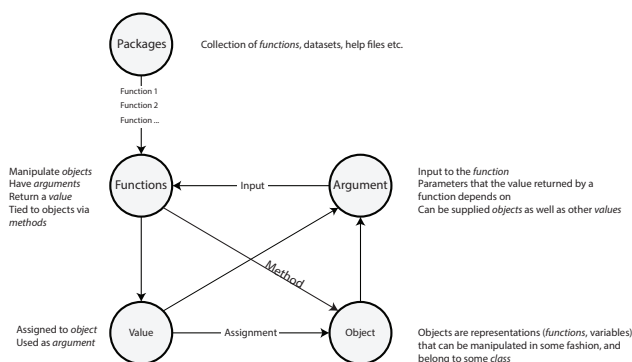 Packages
Collection of functions, datasets, help files etc.
Function 1
Function 2
Function ...
Manipulate objects
Have arguments
Return a value
Tied to objects via
methods
Functions
Input
Argument
Input to the function
Parameters that the value returned by a
function depends on
Can be supplied objects as well as other values
Method
Assigned to object
Used as argument
Value
Assignment
Object
Objects are representations (functions, variables)
that can be manipulated in some fashion, and
belong to some class